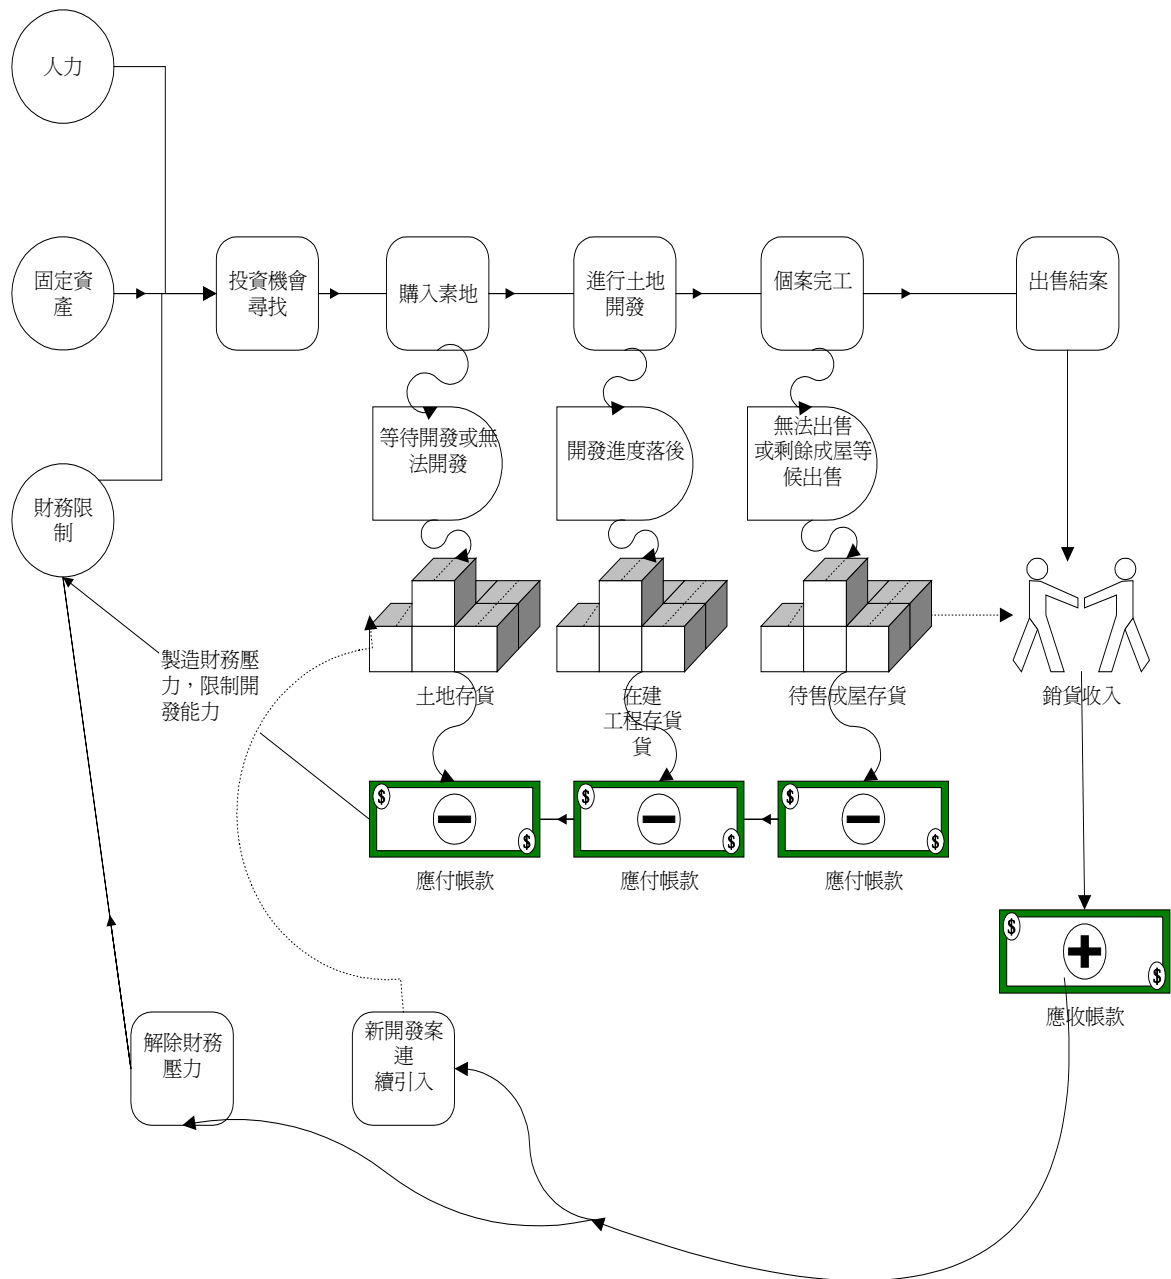 人力
固定資
產
投資機會
尋找
購入素地
進行土地
開發
個案完工
出售結案
等待開發或無
法開發
開發進度落後
無法出售
或剩餘成屋等
候出售
財務限
制
製造財務壓
力，限制開
發能力
土地存貨
在建
工程存貨
貨
待售成屋存貨
銷貨收入
$
$
$
$
$
$
應付帳款
應付帳款
應付帳款
$
$
應收帳款
解除財務
壓力
新開發案
連
續引入